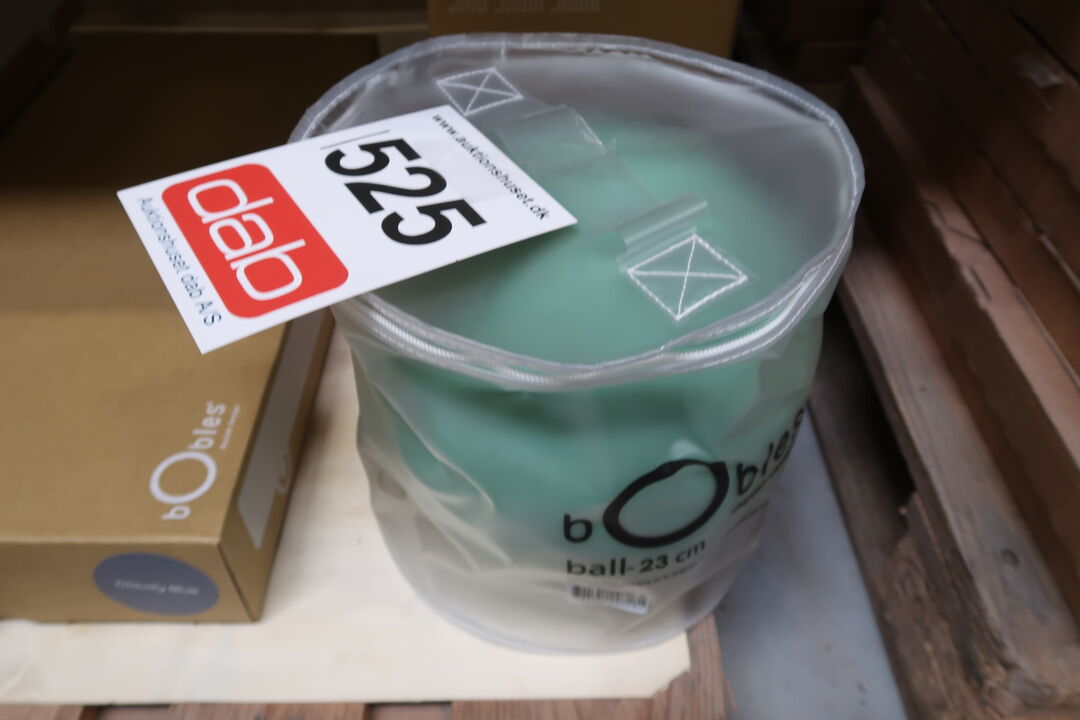 www.auktionshuset.dk
525
dab
Auktionshuset dab A/S
bObles
Cloudy Blue
bObles
ball - 23 cm